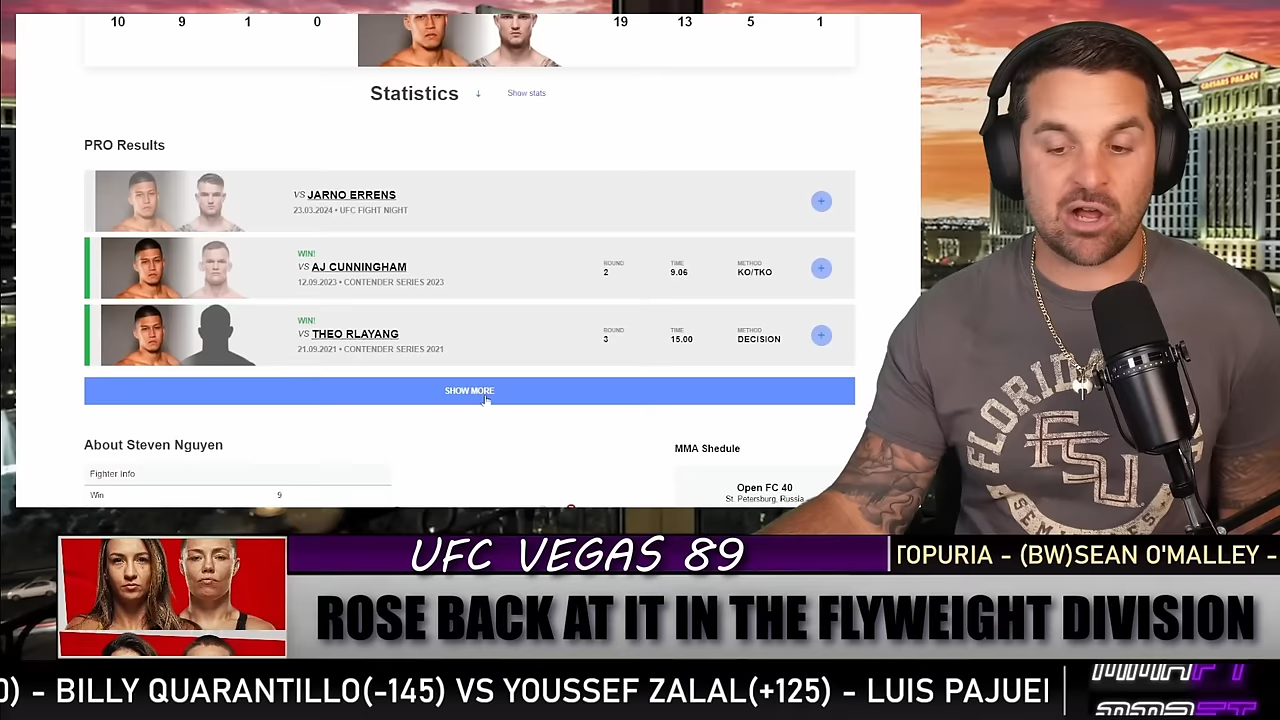 10 9 1 0 19 13 5 1
Statistics ↓ Show stats
PRO Results
VS JARNO ERRENS
23.03.2024 • UFC FIGHT NIGHT
+
WIN!
VS AJ CUNNINGHAM
12.09.2023 • CONTENDER SERIES 2023
ROUND TIME METHOD
2 9.06 KO/TKO
+
WIN!
VS THEO RLAYANG
21.09.2021 • CONTENDER SERIES 2021
ROUND TIME METHOD
3 15.00 DECISION
+
SHOW MORE
About Steven Nguyen
Fighter info
Win 9
MMA Shedule
Open FC 40
St. Petersburg, Russia
CAESARS PALACE
FLORIDA
FSU
SEMINOLES
UFC VEGAS 89
TOPURIA - (BW)SEAN O'MALLEY -
ROSE BACK AT IT IN THE FLYWEIGHT DIVISION
0) - BILLY QUARANTILLO(-145) VS YOUSSEF ZALAL(+125) - LUIS PAJUE